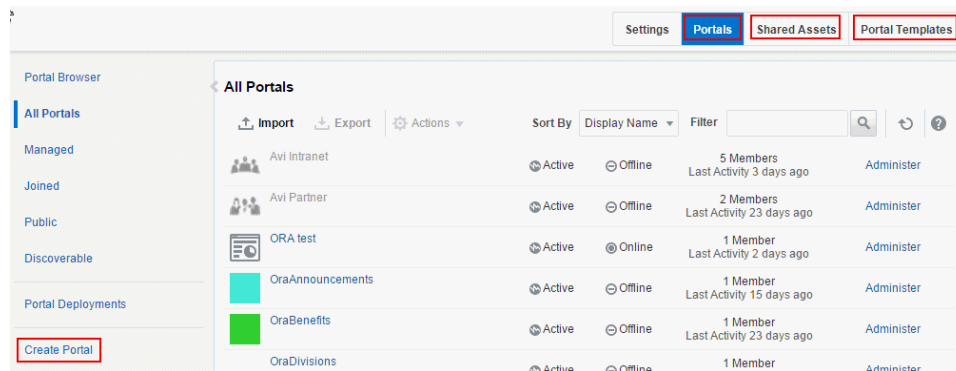 Settings Portals Shared Assets Portal Templates
Portal Browser
All Portals
Managed
Joined
Public
Discoverable
Portal Deployments
Create Portal
All Portals
Import Export Actions Sort By Display Name Filter
Avi Intranet Active Offline 5 Members Administer
Last Activity 3 days ago
Avi Partner Active Offline 2 Members Administer
Last Activity 23 days ago
ORA test Active Online 1 Member Administer
Last Activity 2 days ago
OraAnnouncements Active Offline 1 Member Administer
Last Activity 15 days ago
OraBenefits Active Offline 1 Member Administer
Last Activity 23 days ago
OraDivisions Active Offline 1 Member Administer